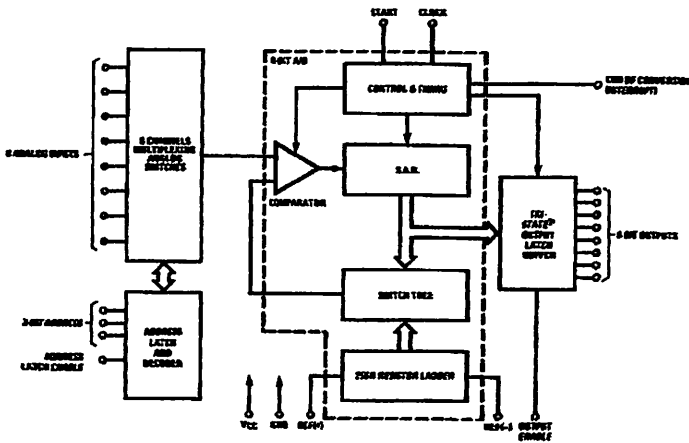 START
CLOCK
8-BIT A/D
END OF CONVERSION
(INTERRUPT)
CONTROL & TIMING
8 ANALOG INPUTS
8 CHANNELS
MULTIPLEXING
ANALOG
SWITCHES
S.A.R.
COMPARATOR
TRI-
STATE®
OUTPUT
LATCH
BUFFER
8-BIT OUTPUTS
SWITCH TREE
3-BIT ADDRESS
ADDRESS
LATCH
AND
DECODER
ADDRESS
LATCH ENABLE
256R RESISTOR LADDER
VCC
GND
REF(+)
REF(-)
OUTPUT
ENABLE